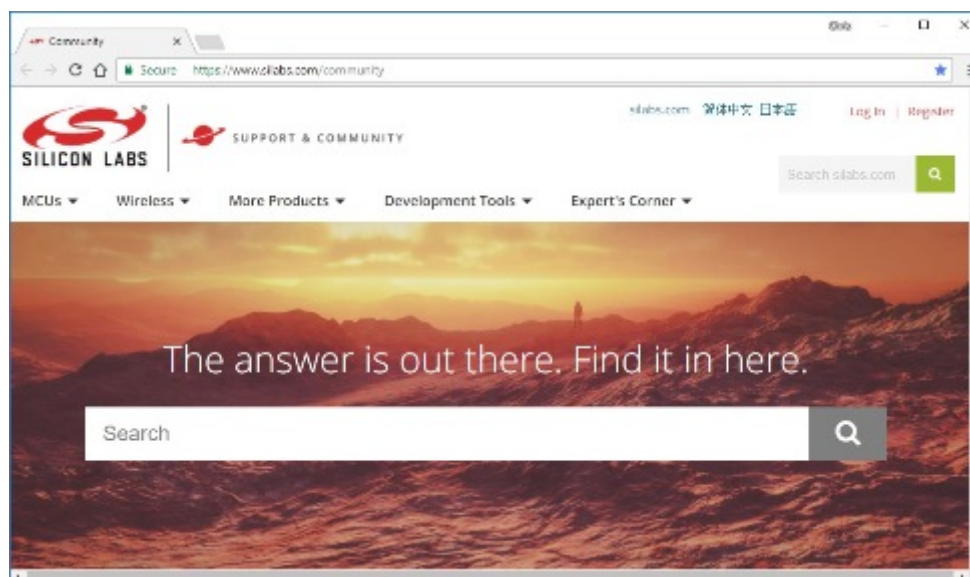 Community
Secure https://www.silabs.com/community
silabs.com 简体中文 日本語 Log In | Register
SILICON LABS
SUPPORT & COMMUNITY
Search silabs.com
MCUs Wireless More Products Development Tools Expert's Corner
The answer is out there. Find it in here.
Search